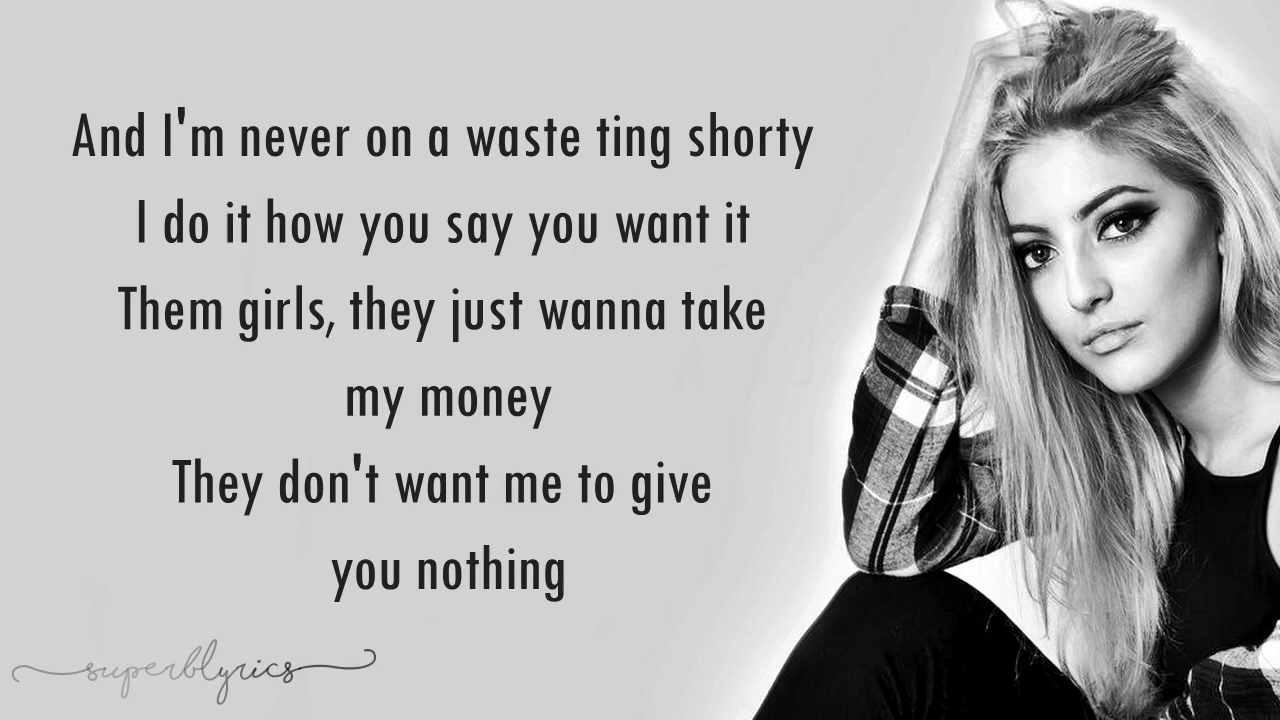 And I'm never on a waste ting shorty
I do it how you say you want it
Them girls, they just wanna take
my money
They don't want me to give
you nothing
superblyrics